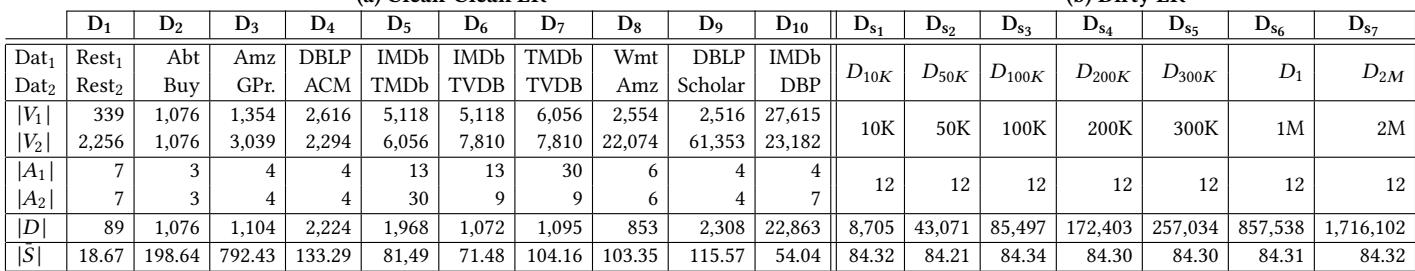 D₁ D₂ D₃ D₄ D₅ D₆ D₇ D₈ D₉ D₁₀ Dₛ₁ Dₛ₂ Dₛ₃ Dₛ₄ Dₛ₅ Dₛ₆ Dₛ₇
Dat₁ Rest₁ Abt Amz DBLP IMDb IMDb TMDb Wmt DBLP IMDb
D₁₀K D₅₀K D₁₀₀K D₂₀₀K D₃₀₀K D₁ D₂M
Dat₂ Rest₂ Buy GPr. ACM TMDb TVDB TVDB Amz Scholar DBP
|V₁| 339 1,076 1,354 2,616 5,118 5,118 6,056 2,554 2,516 27,615
10K 50K 100K 200K 300K 1M 2M
|V₂| 2,256 1,076 3,039 2,294 6,056 7,810 7,810 22,074 61,353 23,182
|A₁| 7 3 4 4 13 13 30 6 4 4
12 12 12 12 12 12 12
|A₂| 7 3 4 4 30 9 9 6 4 7
|D| 89 1,076 1,104 2,224 1,968 1,072 1,095 853 2,308 22,863 8,705 43,071 85,497 172,403 257,034 857,538 1,716,102
|S̄| 18.67 198.64 792.43 133.29 81,49 71.48 104.16 103.35 115.57 54.04 84.32 84.21 84.34 84.30 84.30 84.31 84.32